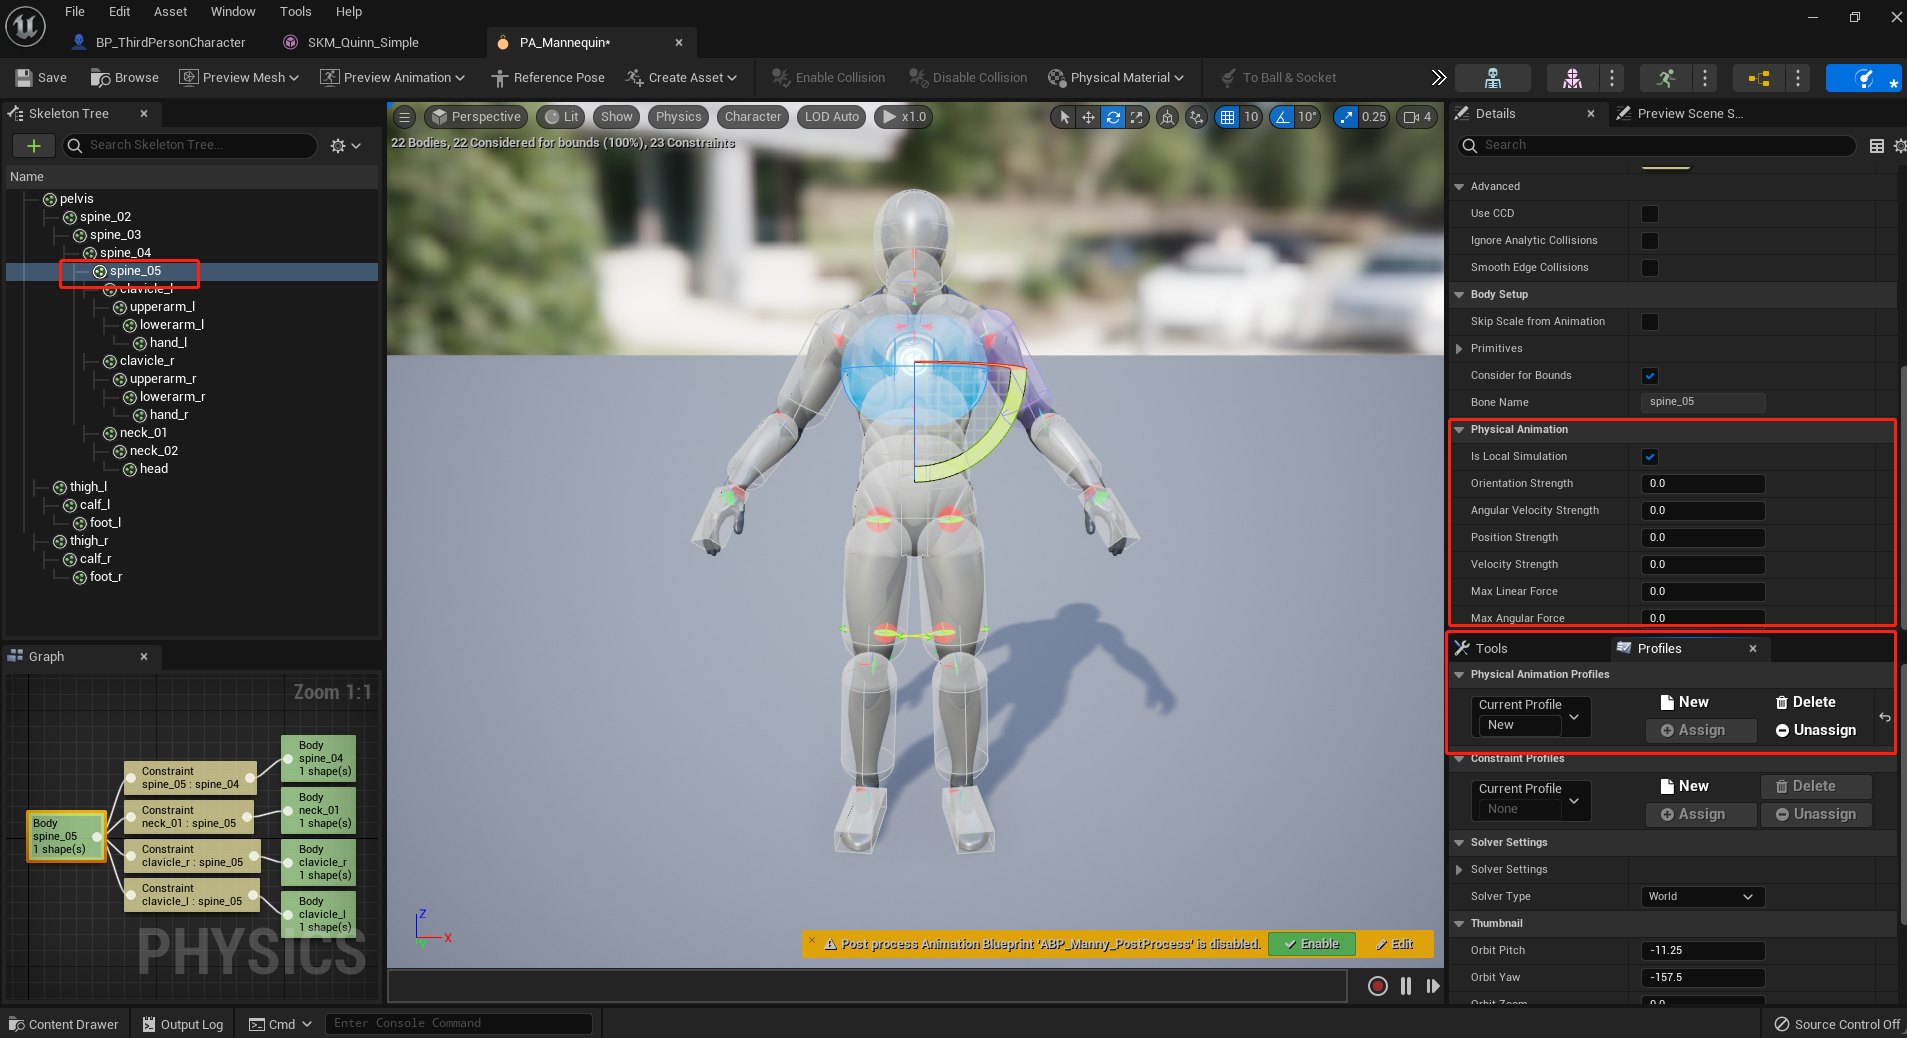 File Edit Asset Window Tools Help
BP_ThirdPersonCharacter SKM_Quinn_Simple PA_Mannequin*
Save Browse Preview Mesh Preview Animation Reference Pose Create Asset Enable Collision Disable Collision Physical Material To Ball & Socket
Skeleton Tree
Search Skeleton Tree...
Name
pelvis
spine_02
spine_03
spine_04
spine_05
clavicle_l
upperarm_l
lowerarm_l
hand_l
clavicle_r
upperarm_r
lowerarm_r
hand_r
neck_01
neck_02
head
thigh_l
calf_l
foot_l
thigh_r
calf_r
foot_r
Graph
Zoom 1:1
Body
spine_05
1 shape(s)
Constraint
spine_05 : spine_04
Constraint
neck_01 : spine_05
Constraint
clavicle_r : spine_05
Constraint
clavicle_l : spine_05
Body
spine_04
1 shape(s)
Body
neck_01
1 shape(s)
Body
clavicle_r
1 shape(s)
Body
clavicle_l
1 shape(s)
PHYSICS
Perspective Lit Show Physics Character LOD Auto x1.0 10 10° 0.25 4
22 Bodies, 22 Considered for bounds (100%), 23 Constraints
Z
X
Y
Post process Animation Blueprint 'ABP_Manny_PostProcess' is disabled. Enable Edit
Details Preview Scene S...
Search
Advanced
Use CCD
Ignore Analytic Collisions
Smooth Edge Collisions
Body Setup
Skip Scale from Animation
Primitives
Consider for Bounds
Bone Name spine_05
Physical Animation
Is Local Simulation
Orientation Strength 0.0
Angular Velocity Strength 0.0
Position Strength 0.0
Velocity Strength 0.0
Max Linear Force 0.0
Max Angular Force 0.0
Tools Profiles
Physical Animation Profiles
Current Profile New Delete
New Assign Unassign
Constraint Profiles
Current Profile New Delete
None Assign Unassign
Solver Settings
Solver Settings
Solver Type World
Thumbnail
Orbit Pitch -11.25
Orbit Yaw -157.5
Orbit Zoom 0.0
Content Drawer Output Log Cmd Enter Console Command Source Control Off